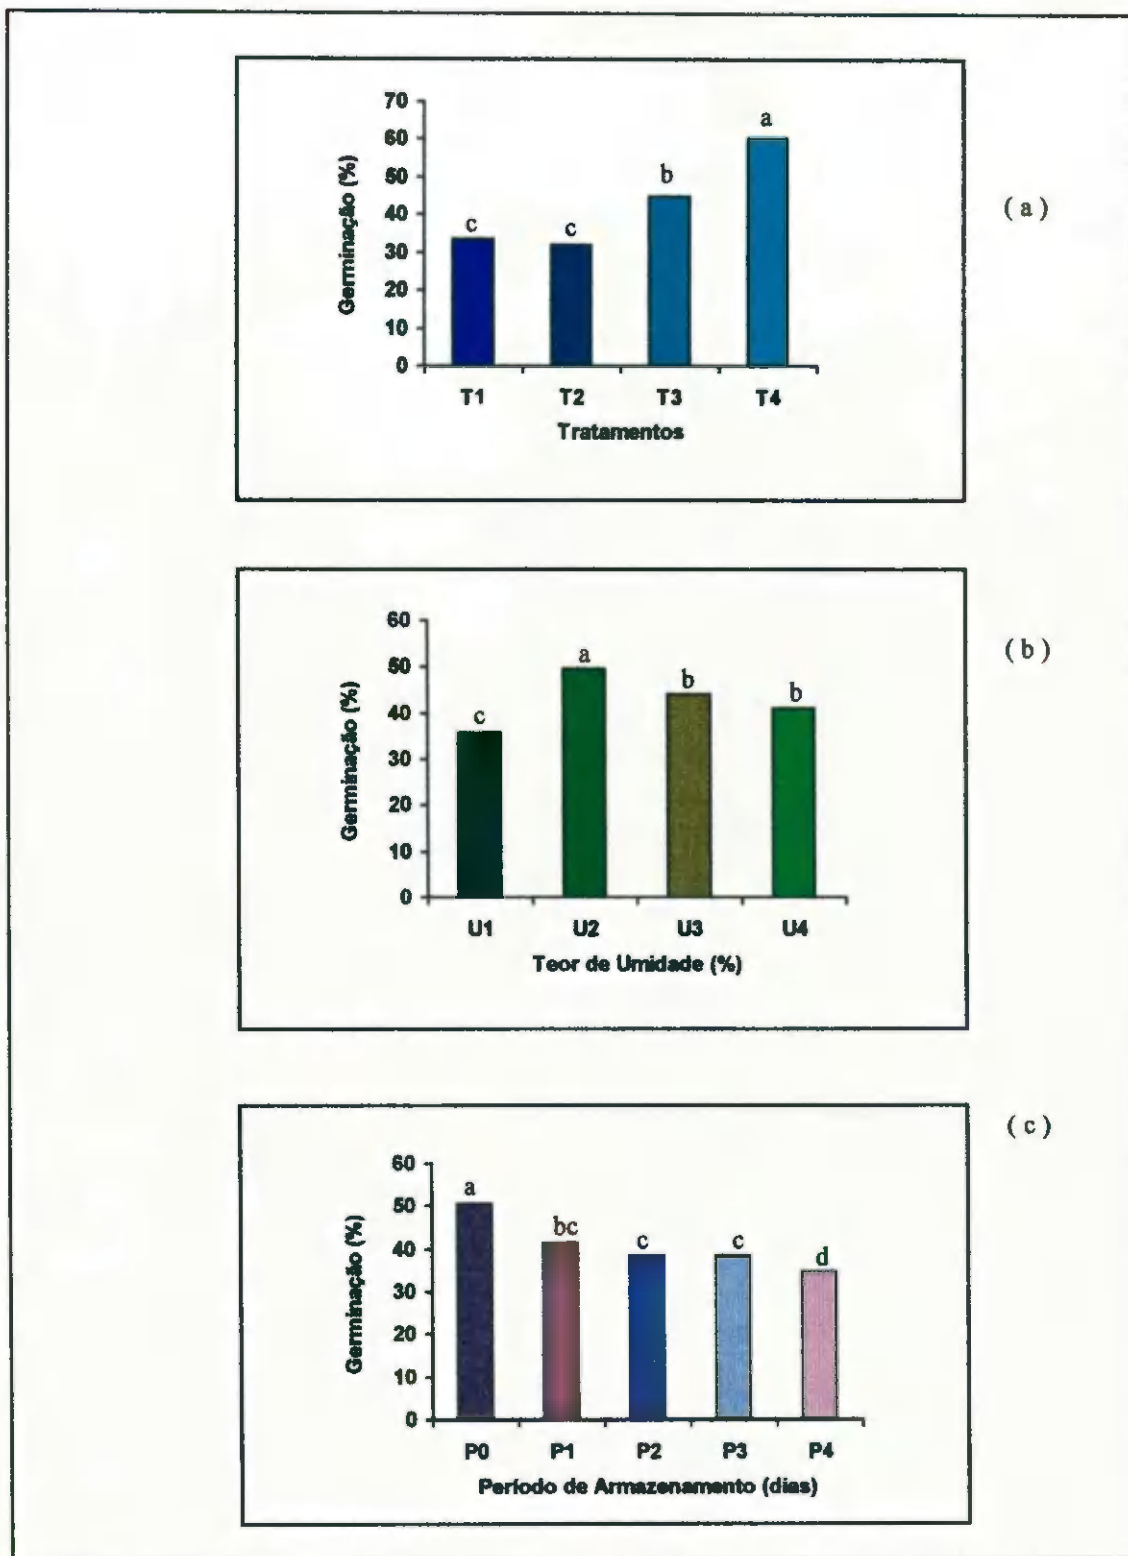 70
60
50
40
30
20
10
0
Germinação (%)
c
c
b
a
T1 T2 T3 T4
Tratamentos
( a )
60
50
40
30
20
10
0
Germinação (%)
c
a
b
b
U1 U2 U3 U4
Teor de Umidade (%)
( b )
60
50
40
30
20
10
0
Germinação (%)
a
bc
c
c
d
P0 P1 P2 P3 P4
Período de Armazenamento (dias)
( c )